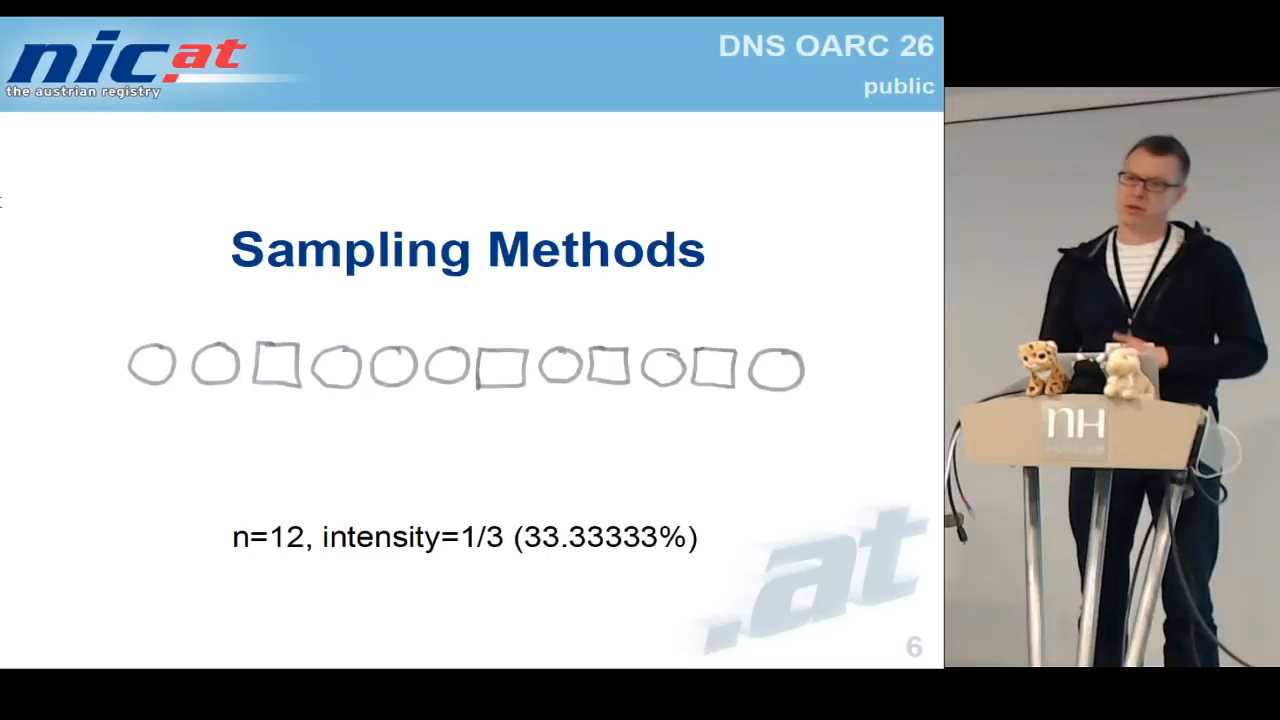 nic.at
the austrian registry
DNS OARC 26
public
Sampling Methods
n=12, intensity=1/3 (33.33333%)
.at
6
nH